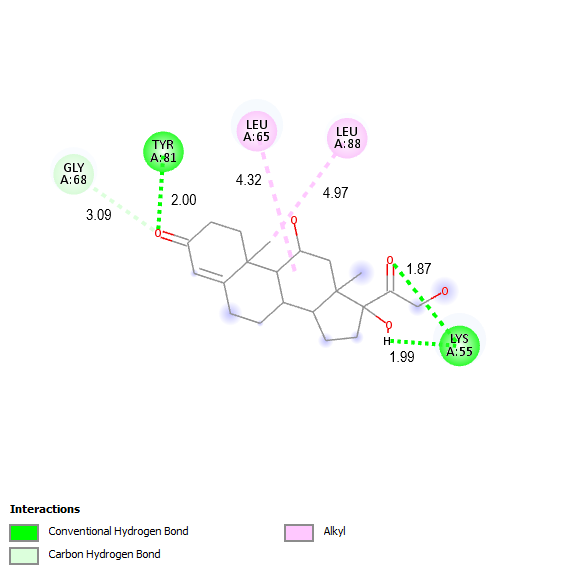 LEU
A:65
LEU
A:88
TYR
A:81
GLY
A:68
4.32
4.97
2.00
3.09
O
O
O
O
O
H
1.87
1.99
LYS
A:55
Interactions
Conventional Hydrogen Bond
Carbon Hydrogen Bond
Alkyl